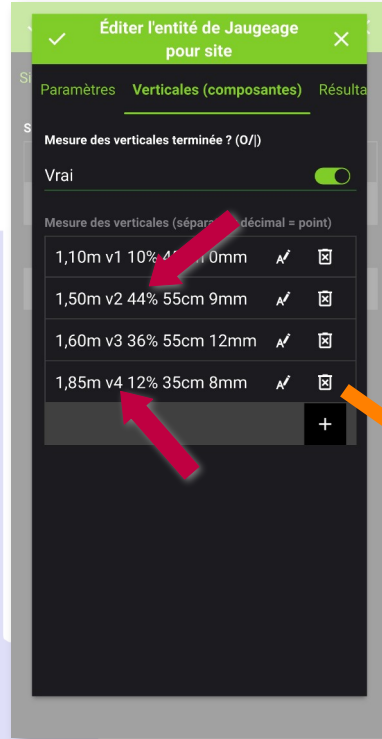 Éditer l'entité de Jaugeage
pour site
Paramètres Verticales (composantes) Résulta
Mesure des verticales terminée ? (O/|)
Vrai
Mesure des verticales (sépara décimal = point)
1,10m v1 10% 0mm
1,50m v2 44% 55cm 9mm
1,60m v3 36% 55cm 12mm
1,85m v4 12% 35cm 8mm
+